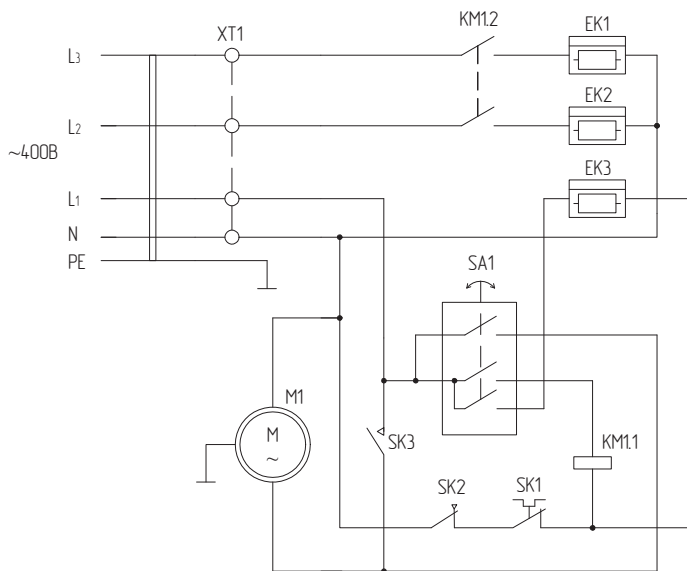 XT1
KM1.2
EK1
L3
EK2
L2
~400В
EK3
L1
N
PE
SA1
M1
M
~
SK3
KM1.1
SK2
SK1